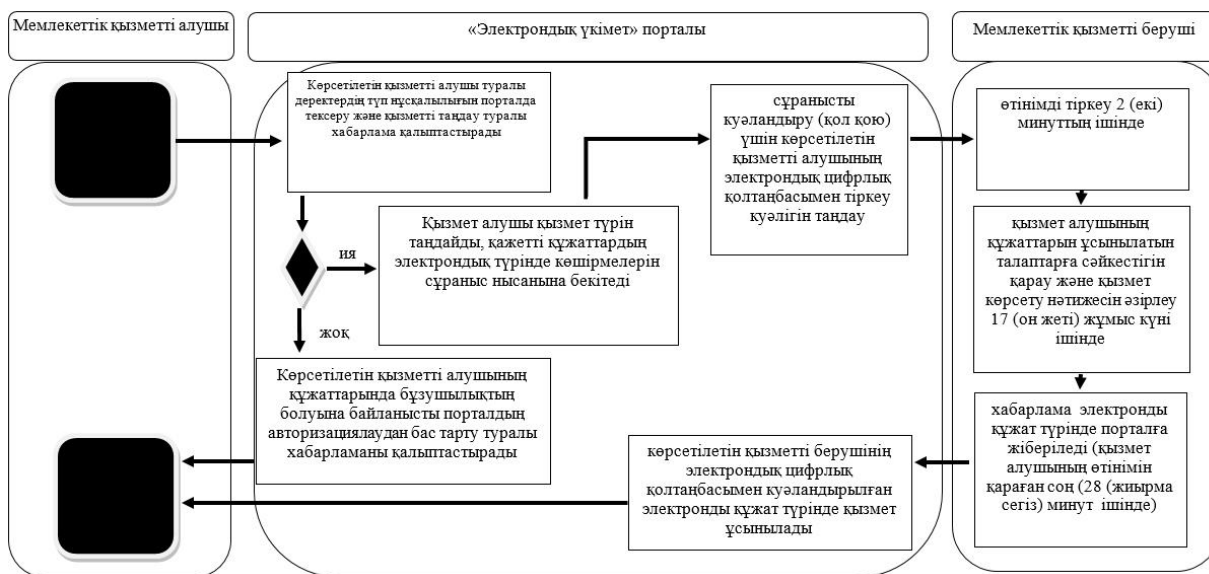 Мемлекеттік қызметті алушы
«Электрондық үкімет» порталы
Мемлекеттік қызметті беруші
Көрсетілетін қызметті алушы туралы
деректердің түп нұсқалылығын порталда
тексеру және қызметті таңдау туралы
хабарлама қалыптастырады
ия
жоқ
Қызмет алушы қызмет түрін
таңдайды, қажетті құжаттардың
электрондық түрінде көшірмелерін
сұраныс нысанына бекітеді
Көрсетілетін қызметті алушының
құжаттарында бұзушылықтың
болуына байланысты порталдың
авторизациялаудан бас тарту туралы
хабарламаны қалыптастырады
сұранысты
куәландыру (қол қою)
үшін көрсетілетін
қызметті алушының
электрондық цифрлық
қолтаңбасымен тіркеу
куәлігін таңдау
өтінімді тіркеу 2 (екі)
минуттың ішінде
қызмет алушының
құжаттарын ұсынылатын
талаптарға сәйкестігін
қарау және қызмет
көрсету нәтижесін әзірлеу
17 (он жеті) жұмыс күні
ішінде
хабарлама электронды
құжат түрінде порталға
жіберіледі (қызмет
алушының өтінімін
қараған соң (28 (жиырма
сегіз) минут ішінде)
көрсетілетін қызметті берушінің
электрондық цифрлық
қолтаңбасымен куәландырылған
электронды құжат түрінде қызмет
ұсынылады